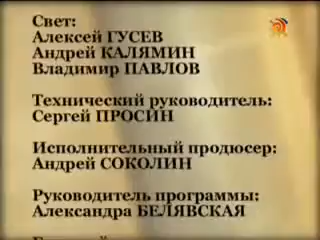 Свет:
Алексей ГУСЕВ
Андрей КАЛЯМИН
Владимир ПАВЛОВ
Технический руководитель:
Сергей ПРОСИН
Исполнительный продюсер:
Андрей СОКОЛИН
Руководитель программы:
Александра БЕЛЯВСКАЯ